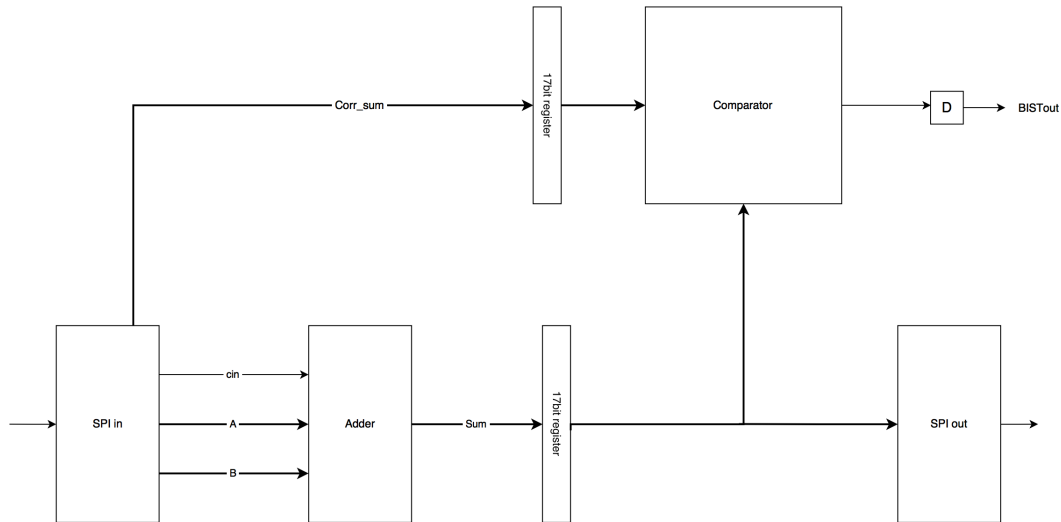 17bit register
Corr_sum
Comparator
D
BISTout
cin
SPI in
A
Adder
Sum
17bit register
SPI out
B